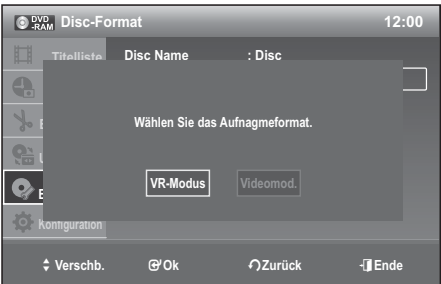 DVD-RAM Disc-Format 12:00
Titelliste Disc Name : Disc
Wählen Sie das Aufnagmeformat.
VR-Modus Videomod.
Konfiguration
Verschb. Ok Zurück Ende